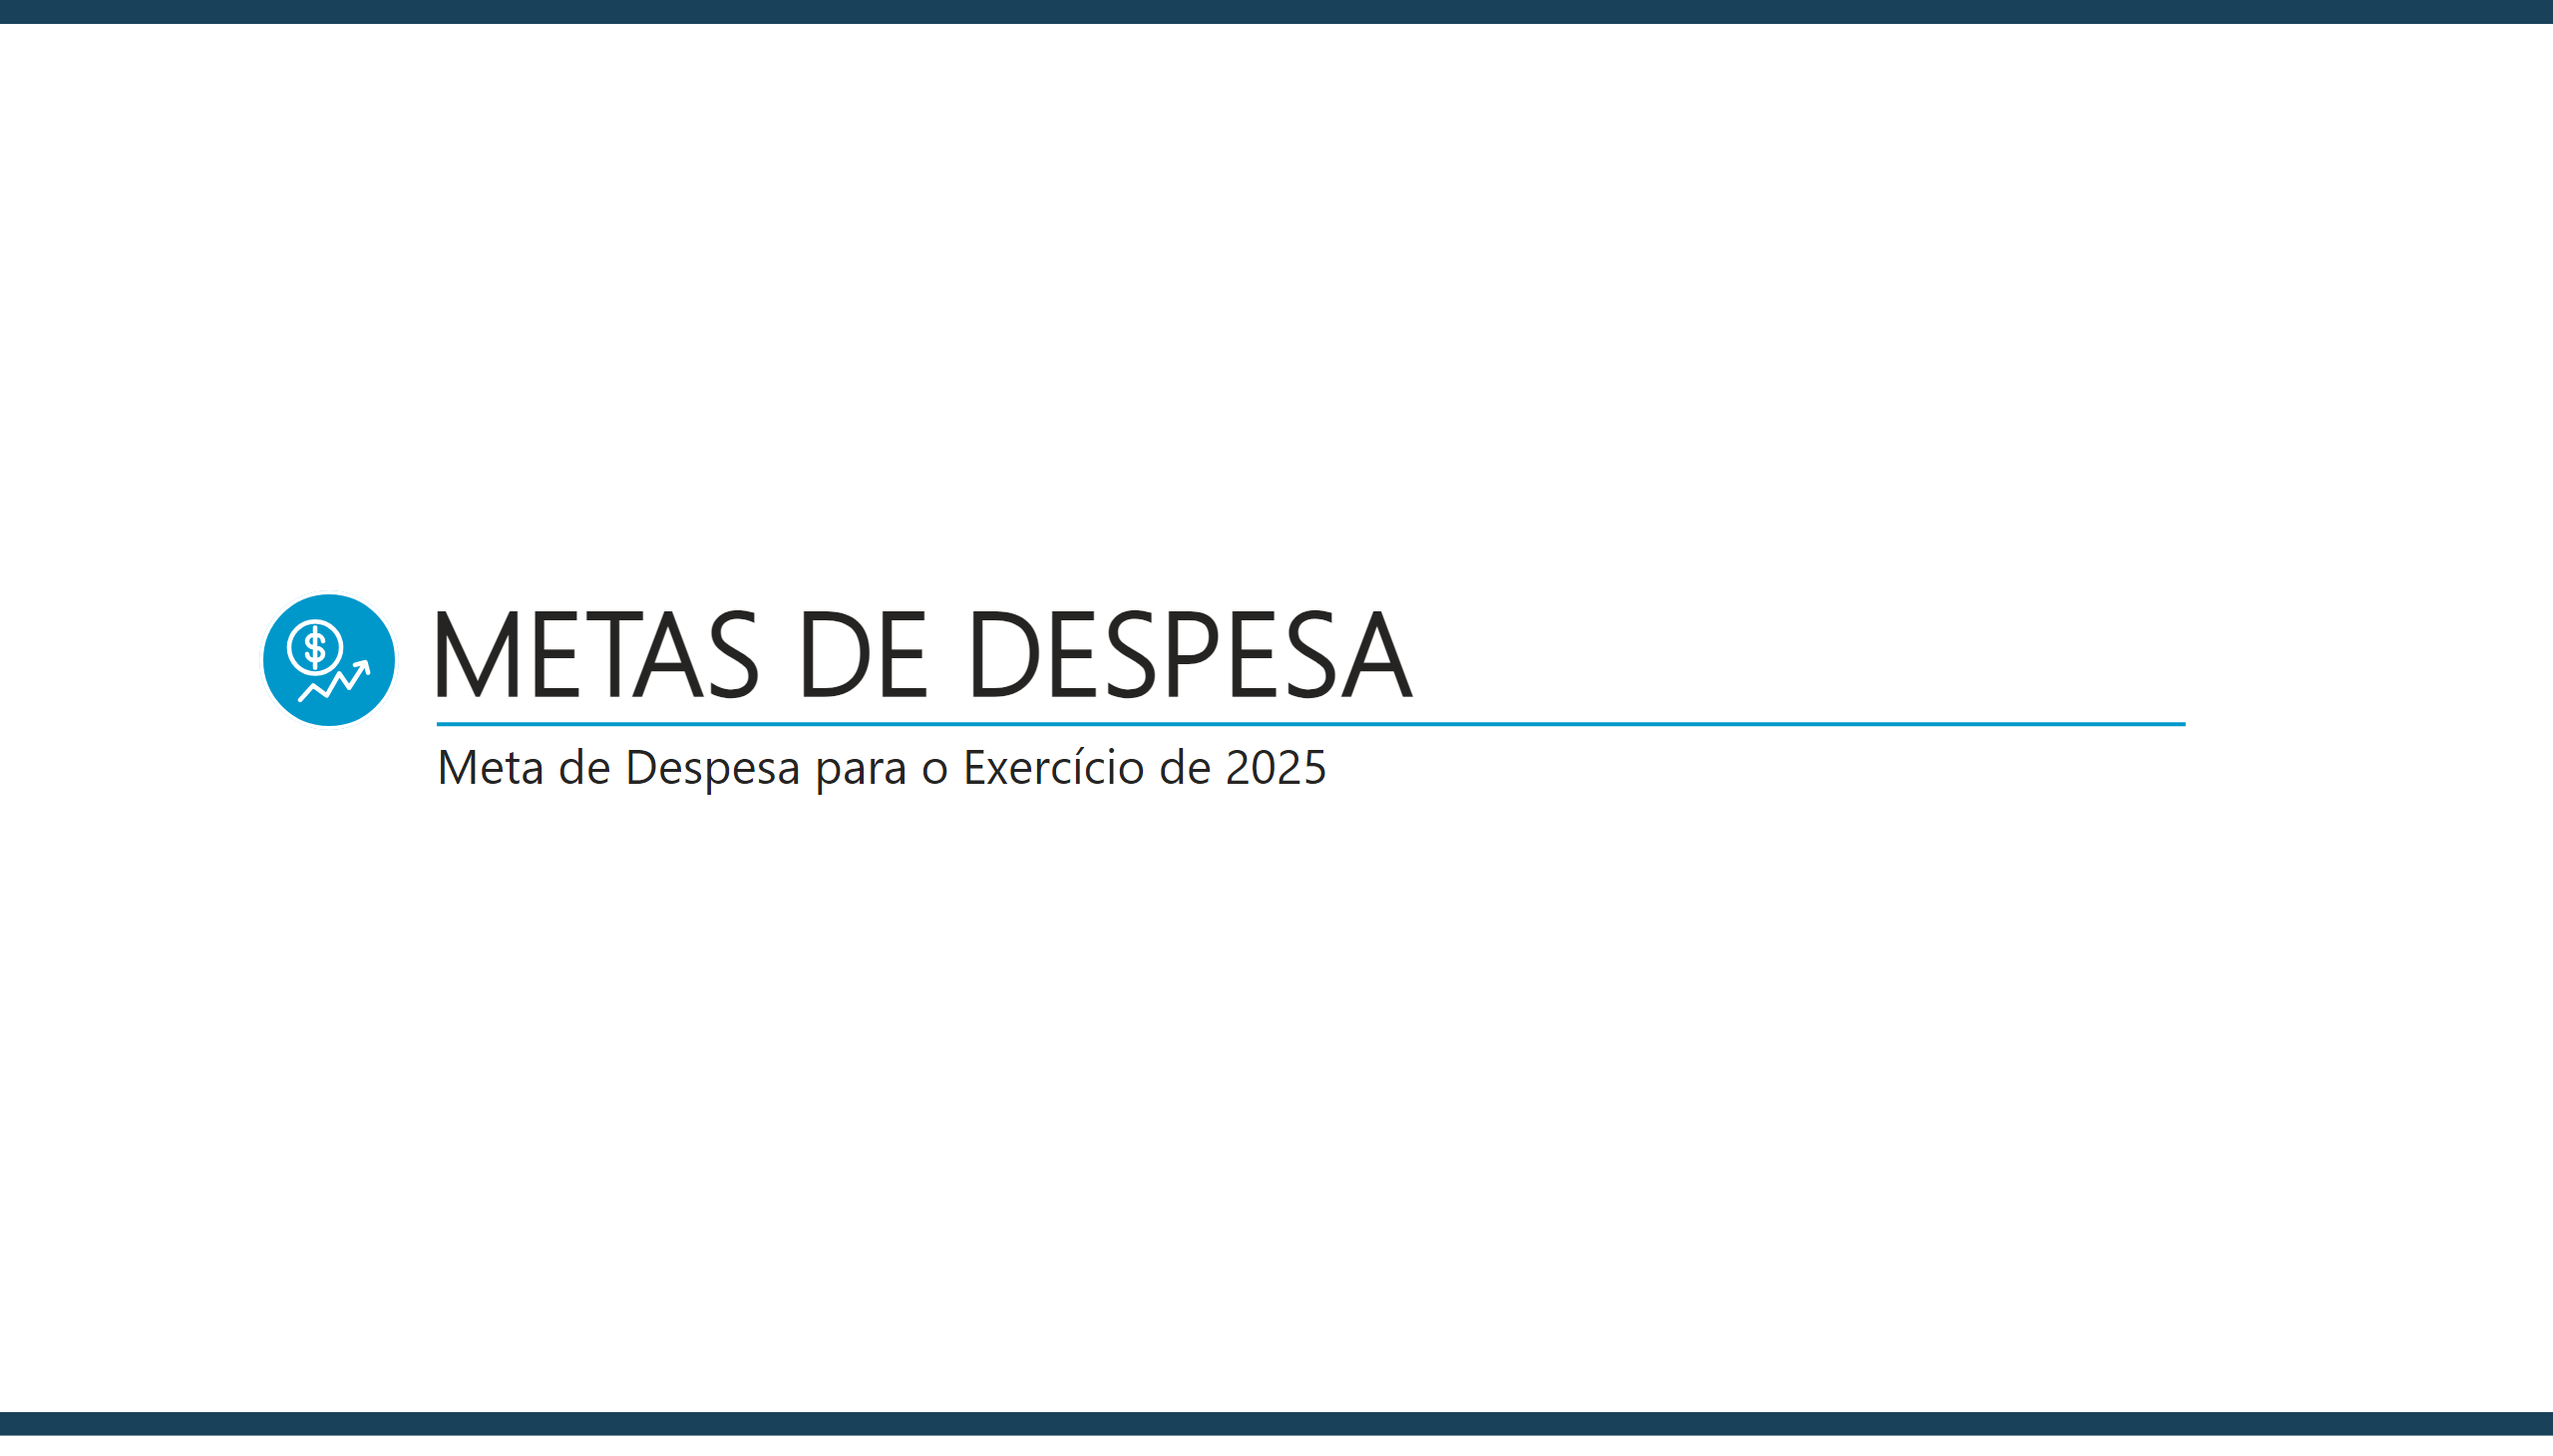 METAS DE DESPESA
Meta de Despesa para o Exercício de 2025